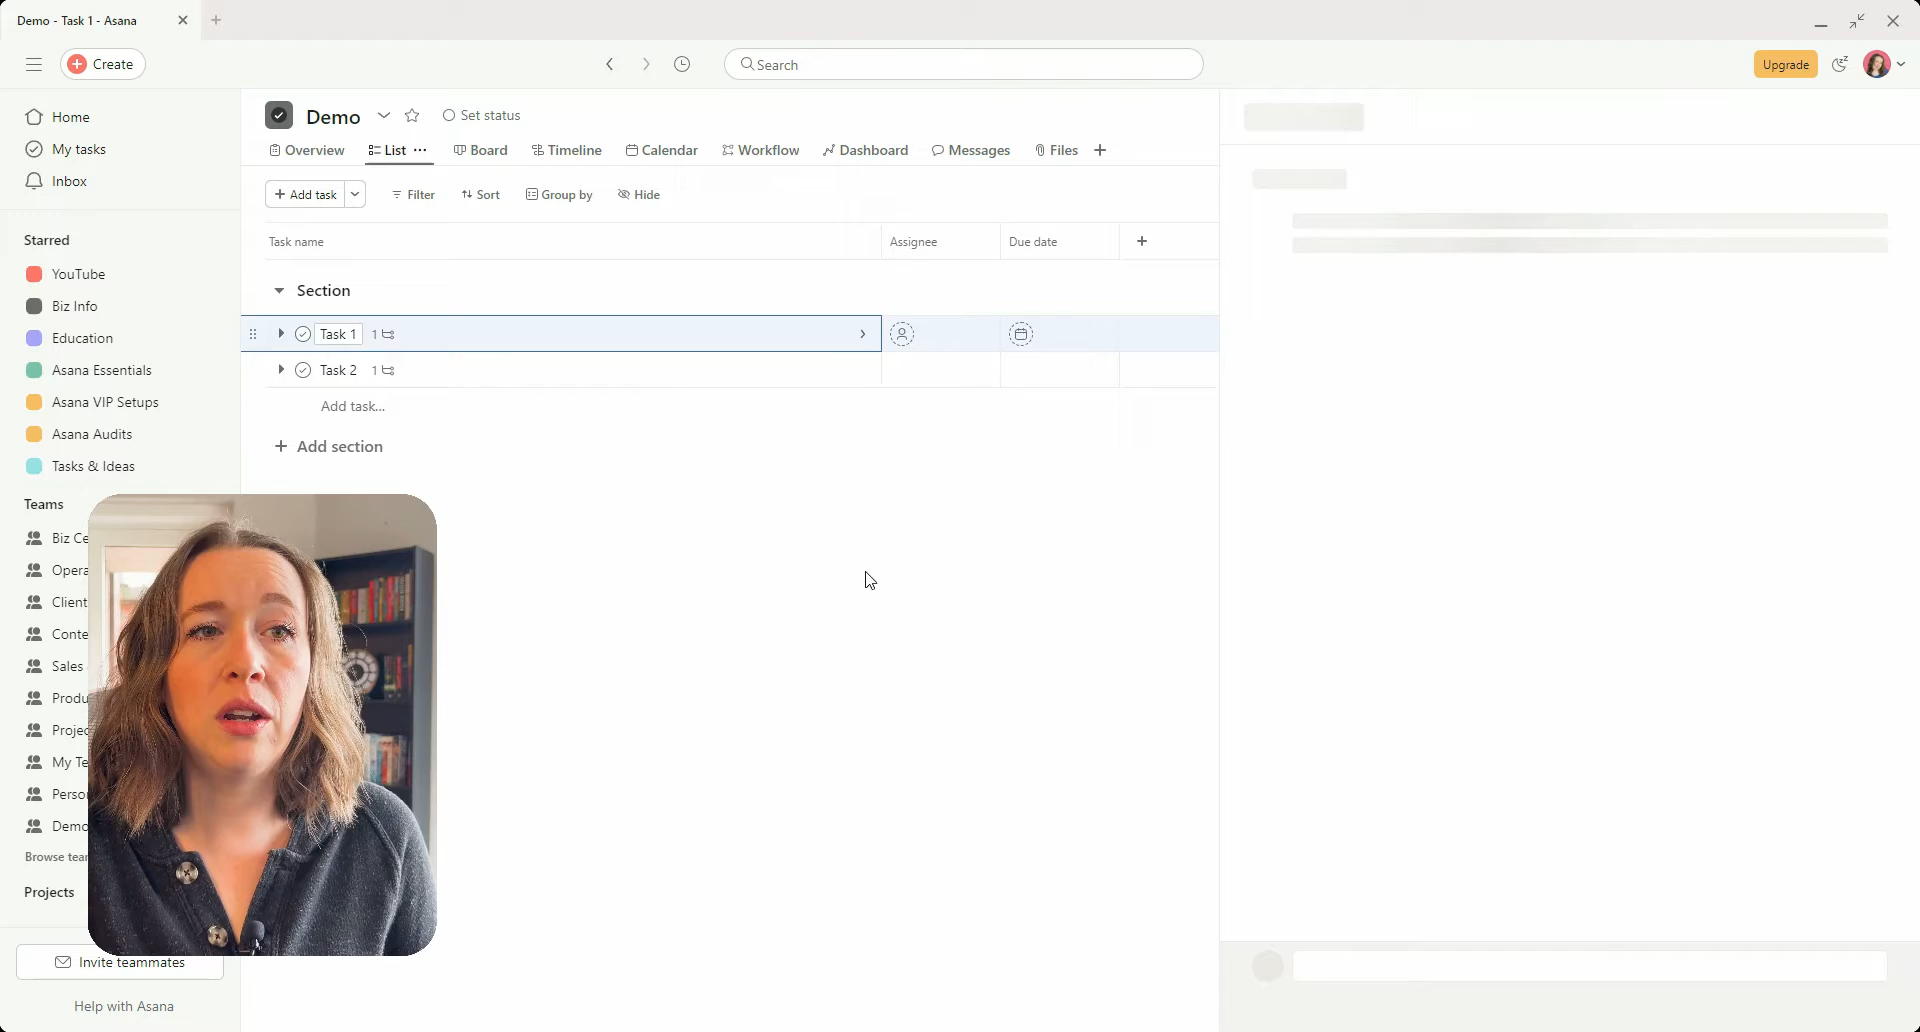 Demo - Task 1 - Asana
Create
Search
Upgrade
Home
My tasks
Inbox
Starred
YouTube
Biz Info
Education
Asana Essentials
Asana VIP Setups
Asana Audits
Tasks & Ideas
Teams
Biz Ce
Opera
Client
Conte
Sales
Produ
Projec
My Te
Perso
Demo
Browse tear
Projects
Invite teammates
Help with Asana
Demo
Set status
Overview
List
Board
Timeline
Calendar
Workflow
Dashboard
Messages
Files
Add task
Filter
Sort
Group by
Hide
Task name
Assignee
Due date
Section
Task 1 1
Task 2 1
Add task...
Add section